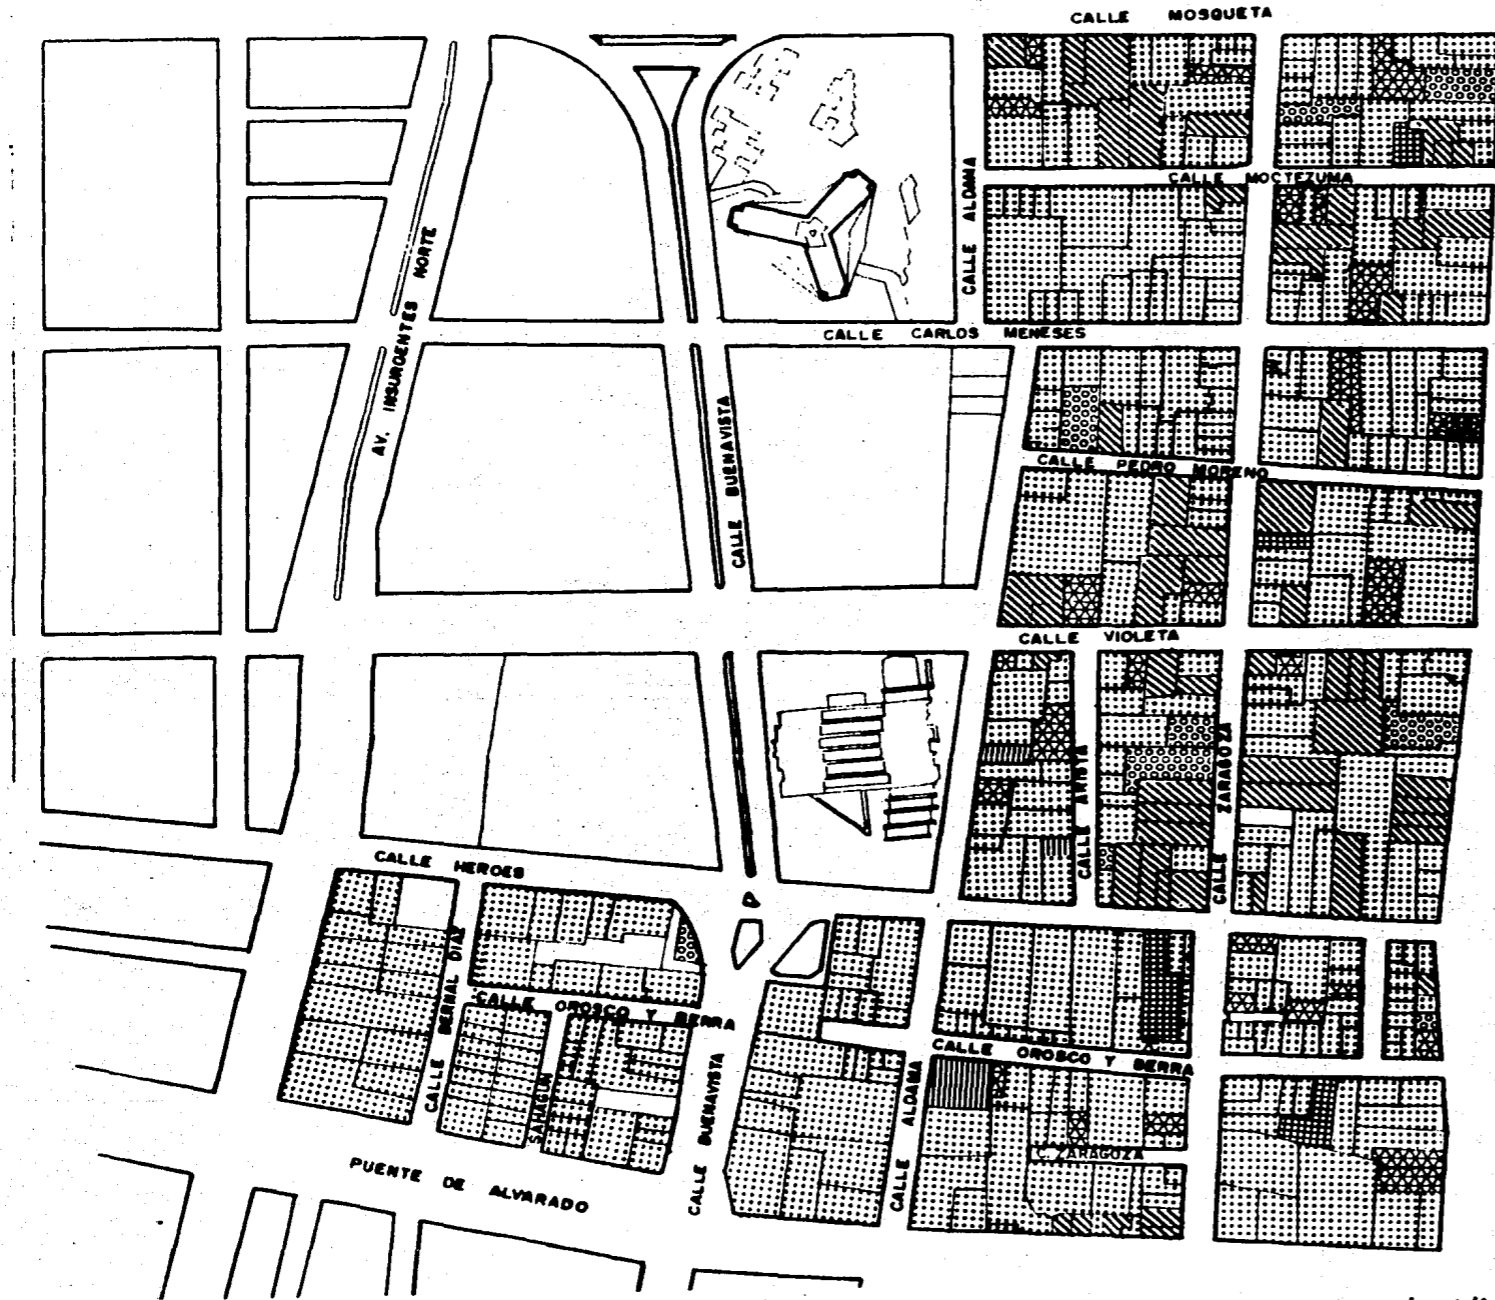 CALLE MOSQUETA
CALLE MOCTEZUMA
CALLE ALDAMA
AV. INSURGENTES NORTE
CALLE CARLOS MENESES
CALLE BUENAVISTA
CALLE PEDRO MORENO
CALLE VIOLETA
CALLE ARISTA
CALLE ZARAGOZA
CALLE HEROES
CALLE BERNAL DIAZ
CALLE OROSCO Y BERRA
CALLE OROSCO Y BERRA
SAHAGUN
CALLE BUENAVISTA
CALLE ALDAMA
C. ZARAGOZA
PUENTE DE ALVARADO